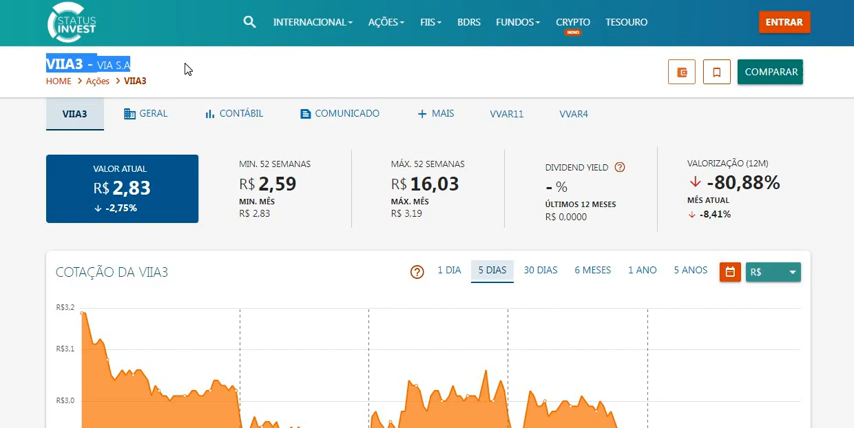 STATUS
INVEST
INTERNACIONAL
AÇÕES
FIIS
BDRS
FUNDOS
CRYPTO
NOVO
TESOURO
ENTRAR
VIIA3 - VIA S.A
HOME > Ações > VIIA3
COMPARAR
VIIA3
GERAL
CONTÁBIL
COMUNICADO
MAIS
VVAR11
VVAR4
VALOR ATUAL
R$ 2,83
-2,75%
MIN. 52 SEMANAS
R$ 2,59
MIN. MÊS
R$ 2,83
MÁX. 52 SEMANAS
R$ 16,03
MÁX. MÊS
R$ 3,19
DIVIDEND YIELD
- %
ÚLTIMOS 12 MESES
R$ 0,0000
VALORIZAÇÃO (12M)
-80,88%
MÊS ATUAL
-8,41%
COTAÇÃO DA VIIA3
1 DIA
5 DIAS
30 DIAS
6 MESES
1 ANO
5 ANOS
R$
R$3,2
R$3,1
R$3,0